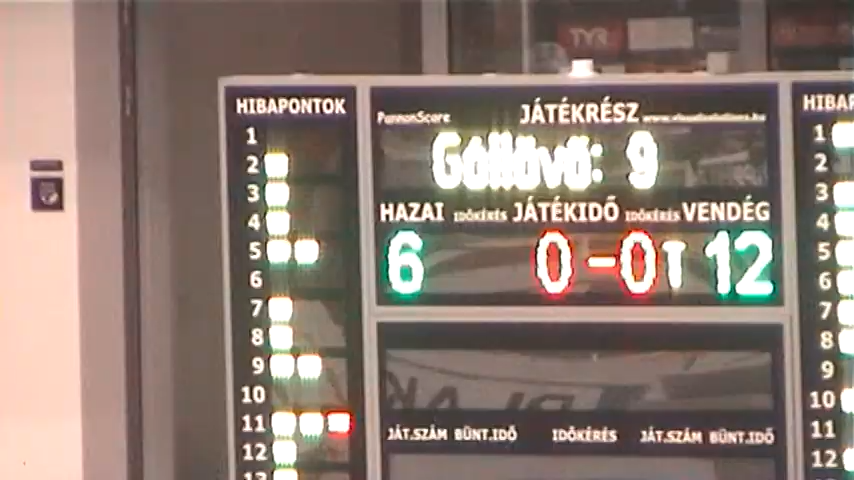 TYR
HIBAPONTOK
1
2
3
4
5
6
7
8
9
10
11
12
13
PannonScore
JÁTÉKRÉSZ
Góllövő: 9
HAZAI IDŐKÉRÉS JÁTÉKIDŐ IDŐKÉRÉS VENDÉG
6 0-0 T 12
JÁT.SZÁM BÜNT.IDŐ IDŐKÉRÉS JÁT.SZÁM BÜNT.IDŐ
HIBAP
1
2
3
4
5
6
7
8
9
10
11
12